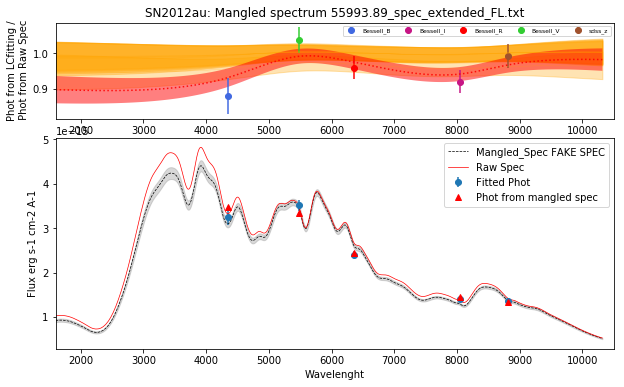 SN2012au: Mangled spectrum 55993.89_spec_extended_FL.txt
Phot from LCfitting /
Phot from Raw Spec
1.0
0.9
Bessell_B
Bessell_I
Bessell_R
Bessell_V
sdss_z
2000 3000 4000 5000 6000 7000 8000 9000 10000
Flux erg s-1 cm-2 A-1
5
4
3
2
1
Mangled_Spec FAKE SPEC
Raw Spec
Fitted Phot
Phot from mangled spec
2000 3000 4000 5000 6000 7000 8000 9000 10000
Wavelenght